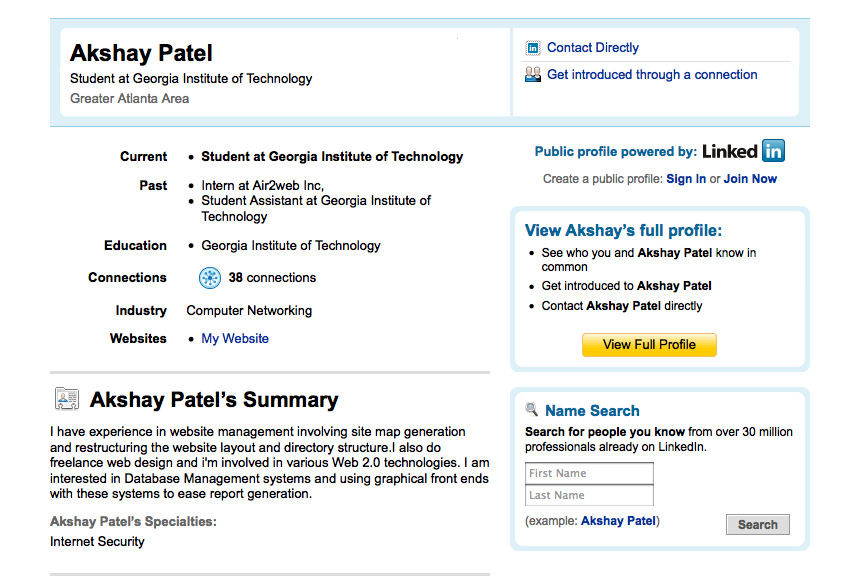 Akshay Patel
Student at Georgia Institute of Technology
Greater Atlanta Area
Contact Directly
Get introduced through a connection
Current
• Student at Georgia Institute of Technology
Past
• Intern at Air2web Inc,
• Student Assistant at Georgia Institute of
Technology
Education
• Georgia Institute of Technology
Connections
38 connections
Industry
Computer Networking
Websites
• My Website
Akshay Patel's Summary
I have experience in website management involving site map generation
and restructuring the website layout and directory structure.I also do
freelance web design and i'm involved in various Web 2.0 technologies. I am
interested in Database Management systems and using graphical front ends
with these systems to ease report generation.
Akshay Patel's Specialties:
Internet Security
Public profile powered by: Linked in
Create a public profile: Sign In or Join Now
View Akshay's full profile:
• See who you and Akshay Patel know in
common
• Get introduced to Akshay Patel
• Contact Akshay Patel directly
View Full Profile
Name Search
Search for people you know from over 30 million
professionals already on LinkedIn.
First Name
Last Name
(example: Akshay Patel)
Search